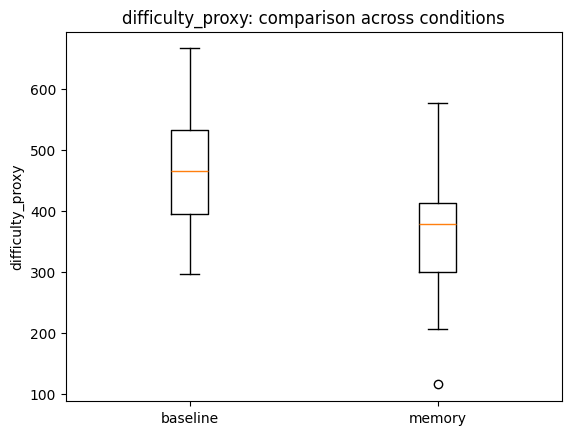 difficulty_proxy: comparison across conditions
difficulty_proxy
600
500
400
300
200
100
baseline
memory